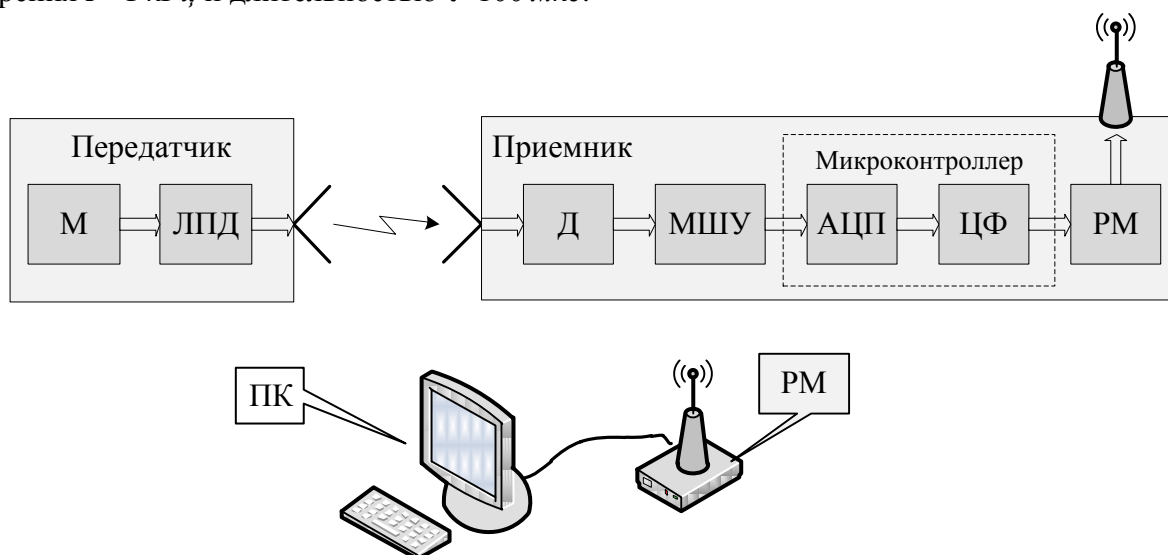 Передатчик
М ЛПД
Приемник
Микроконтроллер
Д МШУ АЦП ЦФ РМ
ПК
РМ